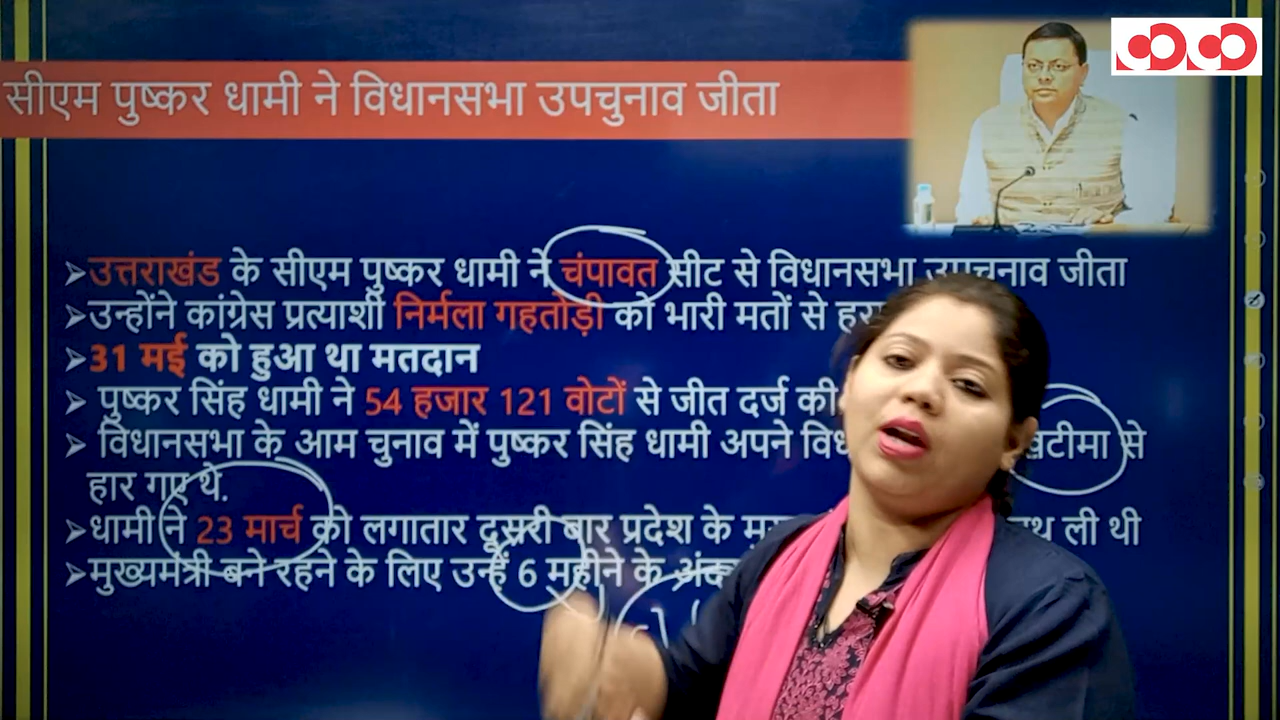 सीएम पुष्कर धामी ने विधानसभा उपचुनाव जीता
➢उत्तराखंड के सीएम पुष्कर धामी ने चंपावत सीट से विधानसभा उपचुनाव जीता
➢उन्होंने कांग्रेस प्रत्याशी निर्मला गहतोड़ी को भारी मतों से
➢31 मई को हुआ था मतदान
➢ पुष्कर सिंह धामी ने 54 हजार 121 वोटों से जीत दर्ज की
➢ विधानसभा के आम चुनाव में पुष्कर सिंह धामी अपने खटीमा से
हार गए थे.
➢धामी ने 23 मार्च को लगातार दूसरी बार प्रदेश के ली थी
➢मुख्यमंत्री बने रहने के लिए उन्हें 6 महीने के